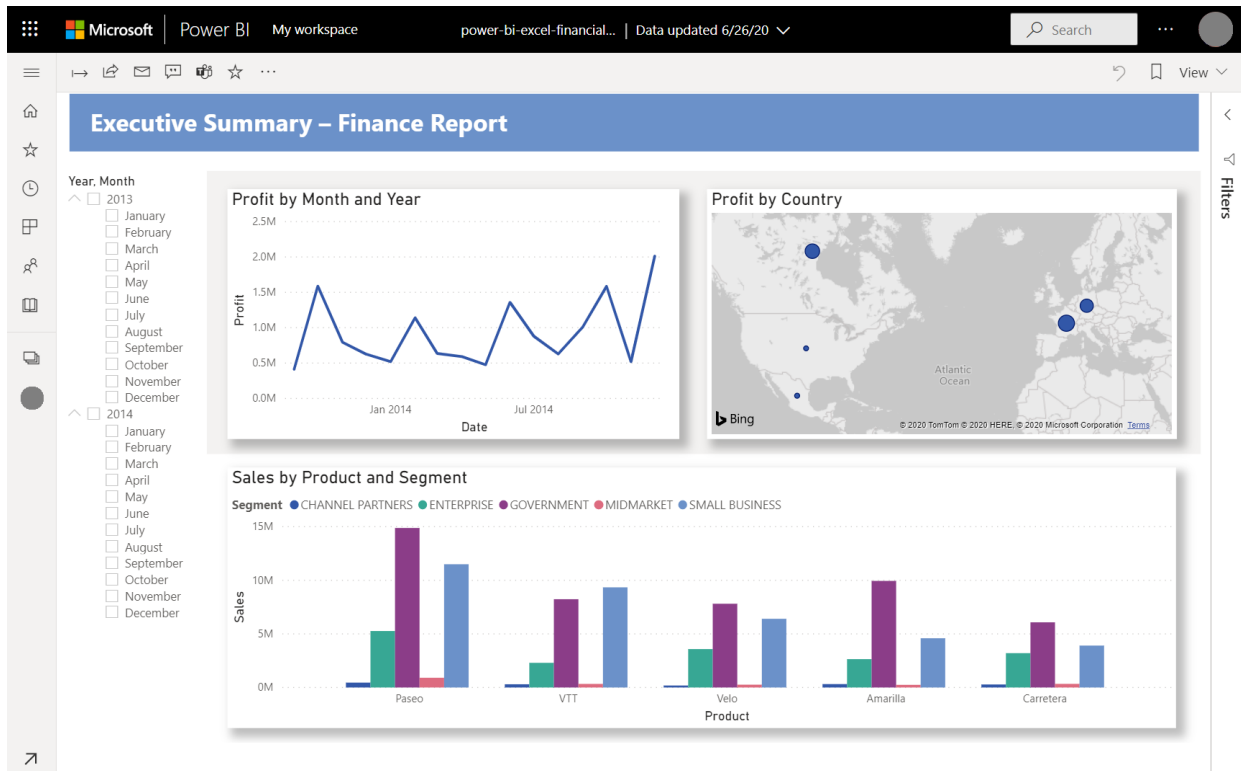 Microsoft Power BI My workspace power-bi-excel-financial... | Data updated 6/26/20 Search
View
Executive Summary – Finance Report
Filters
Year, Month
2013
January
February
March
April
May
June
July
August
September
October
November
December
2014
January
February
March
April
May
June
July
August
September
October
November
December
Profit by Month and Year
2.5M
2.0M
1.5M
1.0M
0.5M
0.0M
Profit
Jan 2014 Jul 2014
Date
Profit by Country
Atlantic
Ocean
Bing
© 2020 TomTom © 2020 HERE, © 2020 Microsoft Corporation Terms
Sales by Product and Segment
Segment CHANNEL PARTNERS ENTERPRISE GOVERNMENT MIDMARKET SMALL BUSINESS
15M
10M
5M
0M
Sales
Paseo VTT Velo Amarilla Carretera
Product